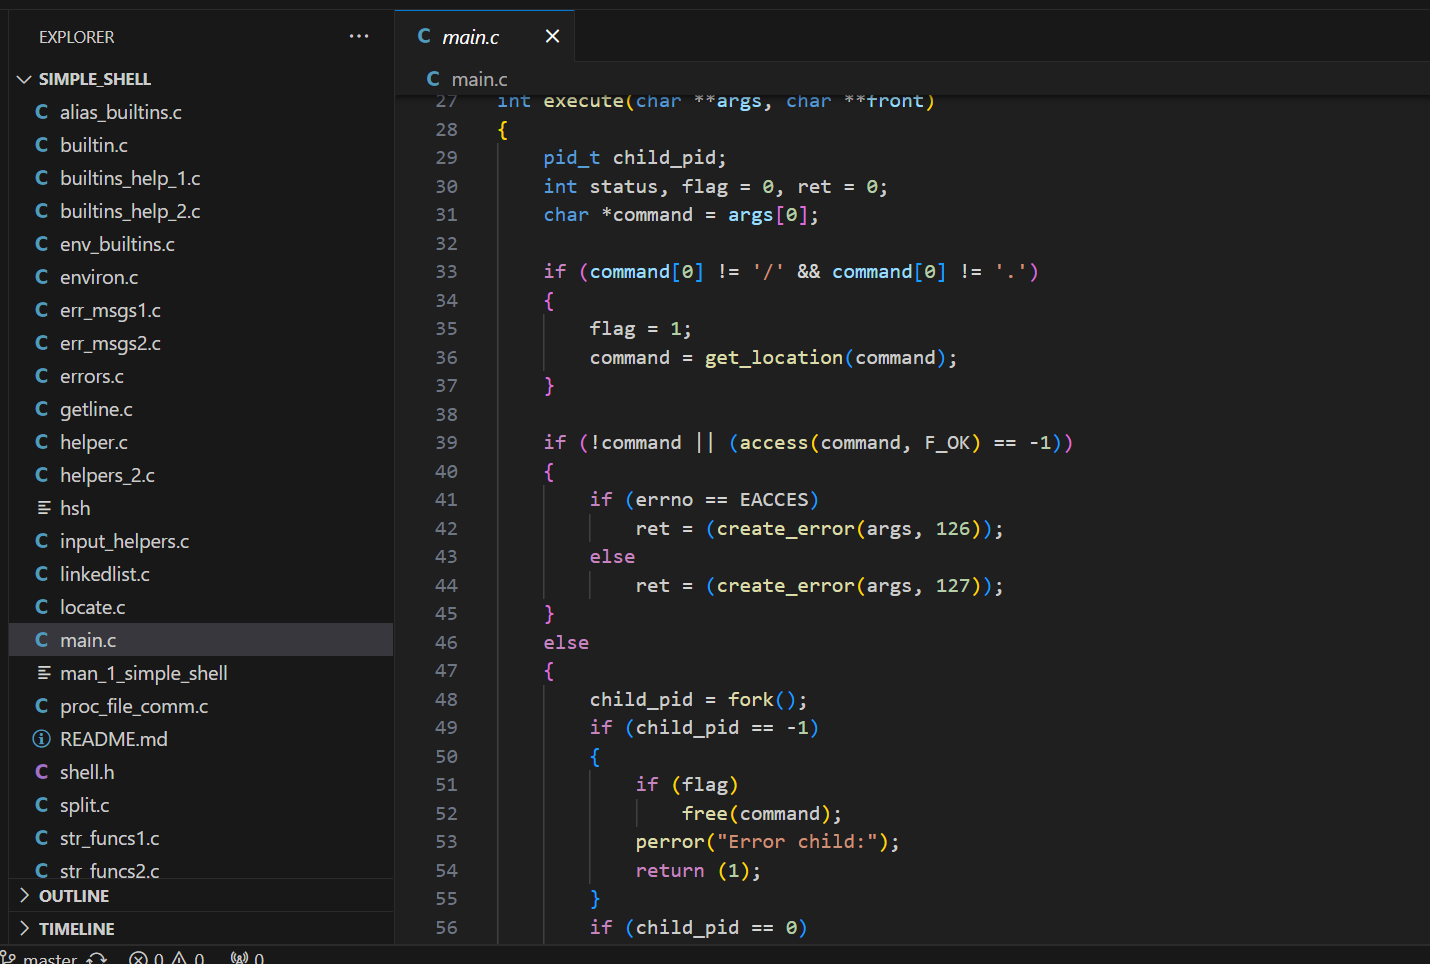 EXPLORER ···
SIMPLE_SHELL
C alias_builtins.c
C builtin.c
C builtins_help_1.c
C builtins_help_2.c
C env_builtins.c
C environ.c
C err_msgs1.c
C err_msgs2.c
C errors.c
C getline.c
C helper.c
C helpers_2.c
hsh
C input_helpers.c
C linkedlist.c
C locate.c
C main.c
man_1_simple_shell
C proc_file_comm.c
README.md
C shell.h
C split.c
C str_funcs1.c
C str_funcs2.c
OUTLINE
TIMELINE
C main.c
C main.c
27 int execute(char **args, char **front)
28 {
29 pid_t child_pid;
30 int status, flag = 0, ret = 0;
31 char *command = args[0];
32
33 if (command[0] != '/' && command[0] != '.')
34 {
35 flag = 1;
36 command = get_location(command);
37 }
38
39 if (!command || (access(command, F_OK) == -1))
40 {
41 if (errno == EACCES)
42 ret = (create_error(args, 126));
43 else
44 ret = (create_error(args, 127));
45 }
46 else
47 {
48 child_pid = fork();
49 if (child_pid == -1)
50 {
51 if (flag)
52 free(command);
53 perror("Error child:");
54 return (1);
55 }
56 if (child_pid == 0)
master 0 0 0